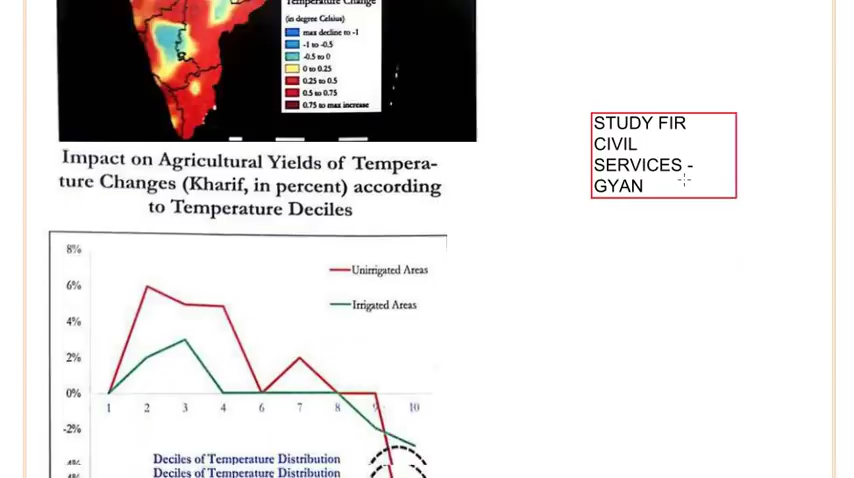 Temperature Change
(in degree Celsius)
max decline to -1
-1 to -0.5
-0.5 to 0
0 to 0.25
0.25 to 0.5
0.5 to 0.75
0.75 to max increase
STUDY FIR
CIVIL
SERVICES -
GYAN
Impact on Agricultural Yields of Tempera-
ture Changes (Kharif, in percent) according
to Temperature Deciles
8%
Unirrigated Areas
6%
Irrigated Areas
4%
2%
0%
1 2 3 4 6 7 8 9 10
-2%
Deciles of Temperature Distribution
Deciles of Temperature Distribution